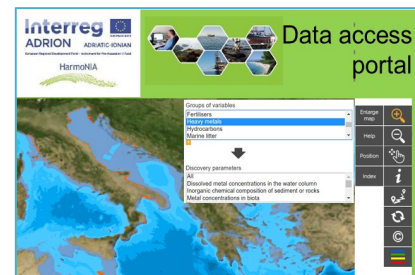 Interreg
ADRION ADRIATIC-IONIAN
European Regional Development Fund - Instrument for Pre-Accession II Fund
HarmoNIA
Data access
portal
Groups of variables
Fertilisers
Heavy metals
Hydrocarbons
Marine litter
Discovery parameters
All
Dissolved metal concentrations in the water column
Inorganic chemical composition of sediment or rocks
Metal concentrations in biota
Enlarge
map
Help
Position
Index
i
©